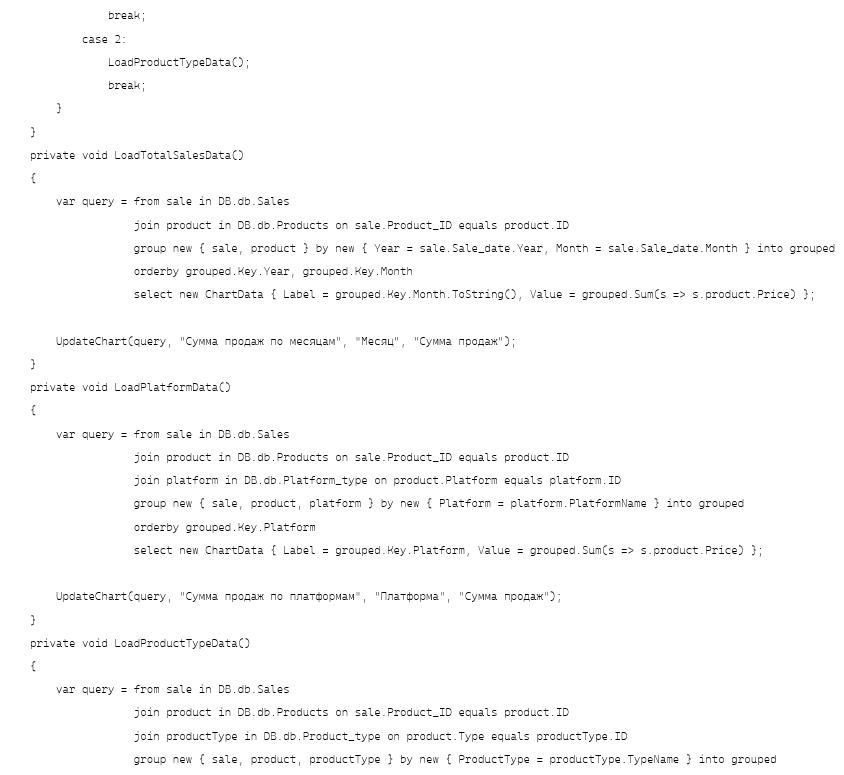 break;
case 2:
LoadProductTypeData();
break;
}
}
private void LoadTotalSalesData()
{
var query = from sale in DB.db.Sales
join product in DB.db.Products on sale.Product_ID equals product.ID
group new { sale, product } by new { Year = sale.Sale_date.Year, Month = sale.Sale_date.Month } into grouped
orderby grouped.Key.Year, grouped.Key.Month
select new ChartData { Label = grouped.Key.Month.ToString(), Value = grouped.Sum(s => s.product.Price) };
UpdateChart(query, "Сумма продаж по месяцам", "Месяц", "Сумма продаж");
}
private void LoadPlatformData()
{
var query = from sale in DB.db.Sales
join product in DB.db.Products on sale.Product_ID equals product.ID
join platform in DB.db.Platform_type on product.Platform equals platform.ID
group new { sale, product, platform } by new { Platform = platform.PlatformName } into grouped
orderby grouped.Key.Platform
select new ChartData { Label = grouped.Key.Platform, Value = grouped.Sum(s => s.product.Price) };
UpdateChart(query, "Сумма продаж по платформам", "Платформа", "Сумма продаж");
}
private void LoadProductTypeData()
{
var query = from sale in DB.db.Sales
join product in DB.db.Products on sale.Product_ID equals product.ID
join productType in DB.db.Product_type on product.Type equals productType.ID
group new { sale, product, productType } by new { ProductType = productType.TypeName } into grouped